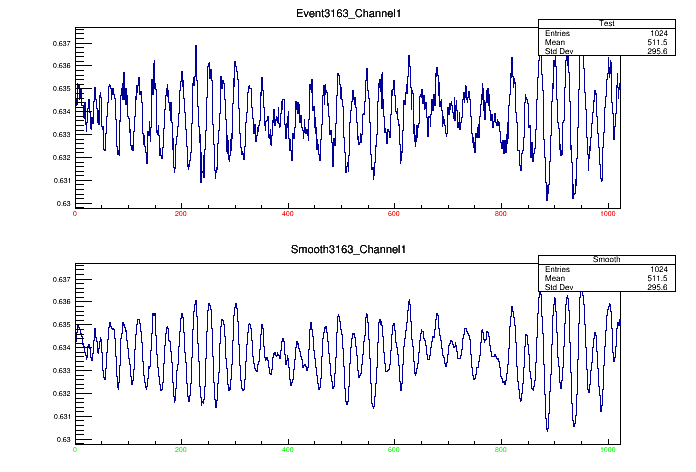 Event3163_Channel1
Test
Entries 1024
Mean 511.5
Std Dev 295.6
0.637
0.636
0.635
0.634
0.633
0.632
0.631
0.63
0 200 400 600 800 1000
Smooth3163_Channel1
Smooth
Entries 1024
Mean 511.5
Std Dev 295.6
0.637
0.636
0.635
0.634
0.633
0.632
0.631
0.63
0 200 400 600 800 1000